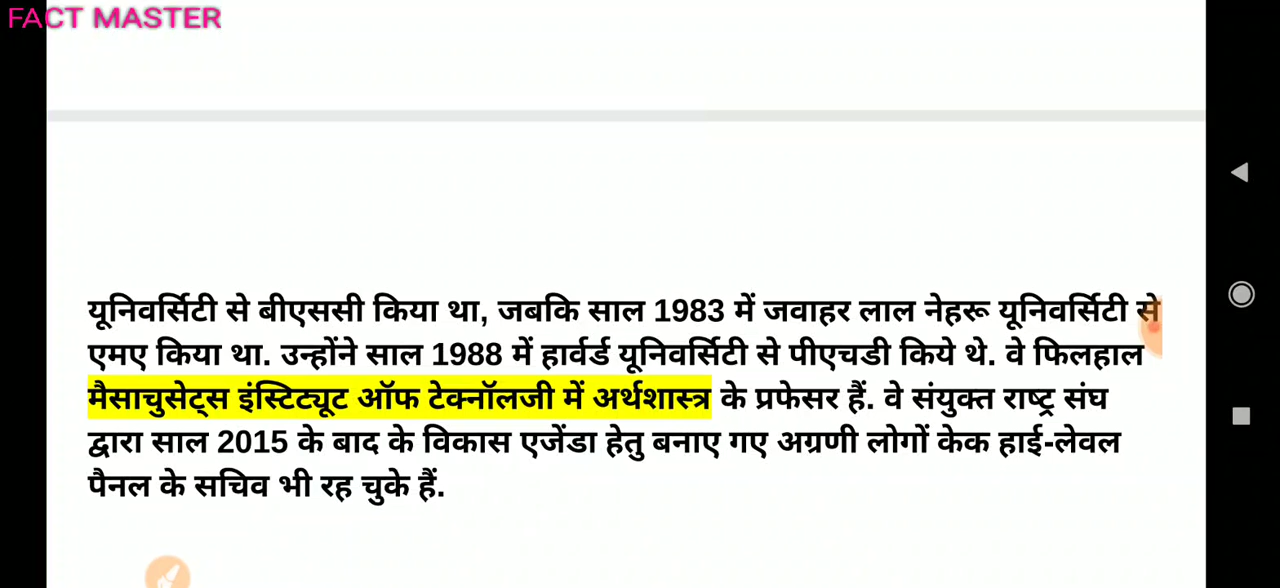 FACT MASTER
यूनिवर्सिटी से बीएससी किया था, जबकि साल 1983 में जवाहर लाल नेहरू यूनिवर्सिटी से
एमए किया था. उन्होंने साल 1988 में हार्वर्ड यूनिवर्सिटी से पीएचडी किये थे. वे फिलहाल
मैसाचुसेट्स इंस्टिट्यूट ऑफ टेक्नॉलजी में अर्थशास्त्र के प्रफेसर हैं. वे संयुक्त राष्ट्र संघ
द्वारा साल 2015 के बाद के विकास एजेंडा हेतु बनाए गए अग्रणी लोगों केक हाई-लेवल
पैनल के सचिव भी रह चुके हैं.